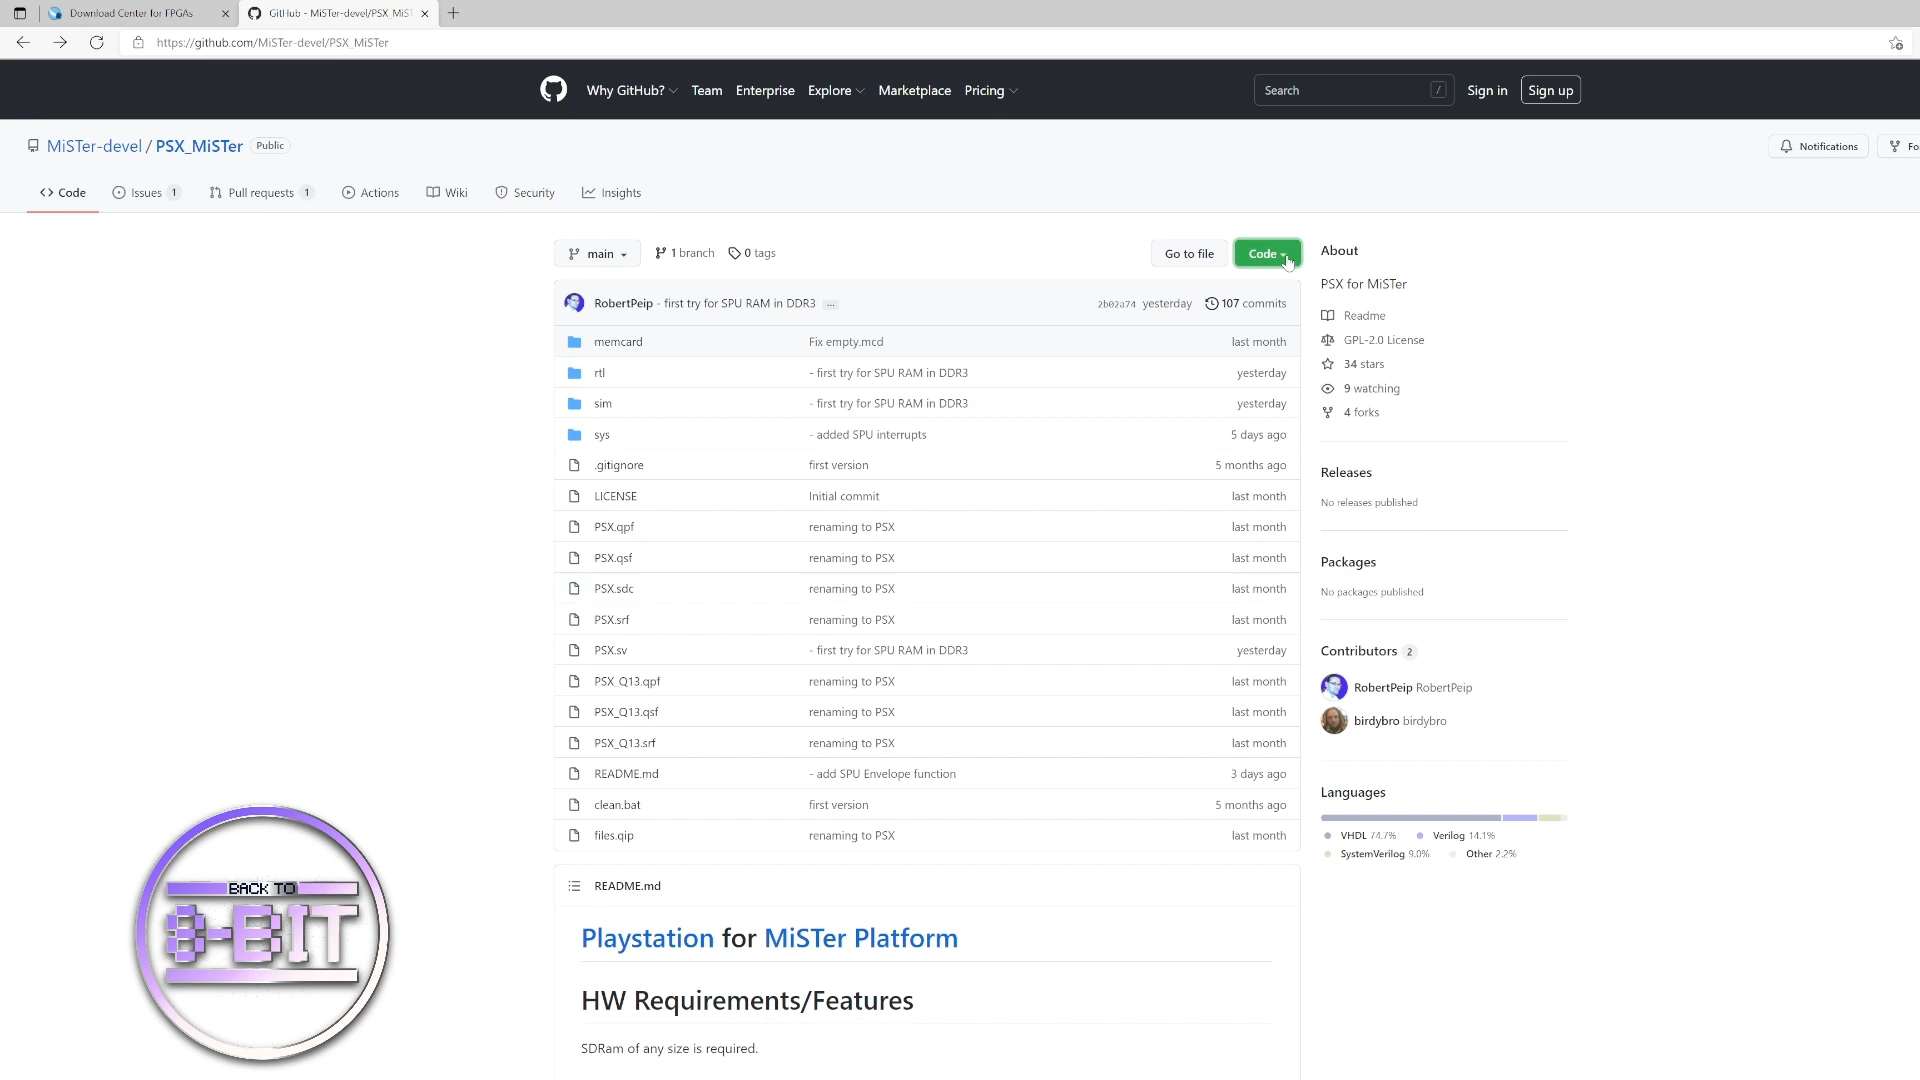 Download Center for FPGAs
GitHub - MiSTer-devel/PSX_MiST
https://github.com/MiSTer-devel/PSX_MiSTer
Why GitHub? Team Enterprise Explore Marketplace Pricing
Search /
Sign in
Sign up
MiSTer-devel / PSX_MiSTer Public
Notifications
Fo
<> Code Issues 1 Pull requests 1 Actions Wiki Security Insights
main 1 branch 0 tags
Go to file
Code
RobertPeip - first try for SPU RAM in DDR3 ... 2b02a74 yesterday 107 commits
memcard Fix empty.mcd last month
rtl - first try for SPU RAM in DDR3 yesterday
sim - first try for SPU RAM in DDR3 yesterday
sys - added SPU interrupts 5 days ago
.gitignore first version 5 months ago
LICENSE Initial commit last month
PSX.qpf renaming to PSX last month
PSX.qsf renaming to PSX last month
PSX.sdc renaming to PSX last month
PSX.srf renaming to PSX last month
PSX.sv - first try for SPU RAM in DDR3 yesterday
PSX_Q13.qpf renaming to PSX last month
PSX_Q13.qsf renaming to PSX last month
PSX_Q13.srf renaming to PSX last month
README.md - add SPU Envelope function 3 days ago
clean.bat first version 5 months ago
files.qip renaming to PSX last month
README.md
Playstation for MiSTer Platform
HW Requirements/Features
SDRam of any size is required.
About
PSX for MiSTer
Readme
GPL-2.0 License
34 stars
9 watching
4 forks
Releases
No releases published
Packages
No packages published
Contributors 2
RobertPeip RobertPeip
birdybro birdybro
Languages
VHDL 74.7% Verilog 14.1%
SystemVerilog 9.0% Other 2.2%
BACK TO
8-BIT